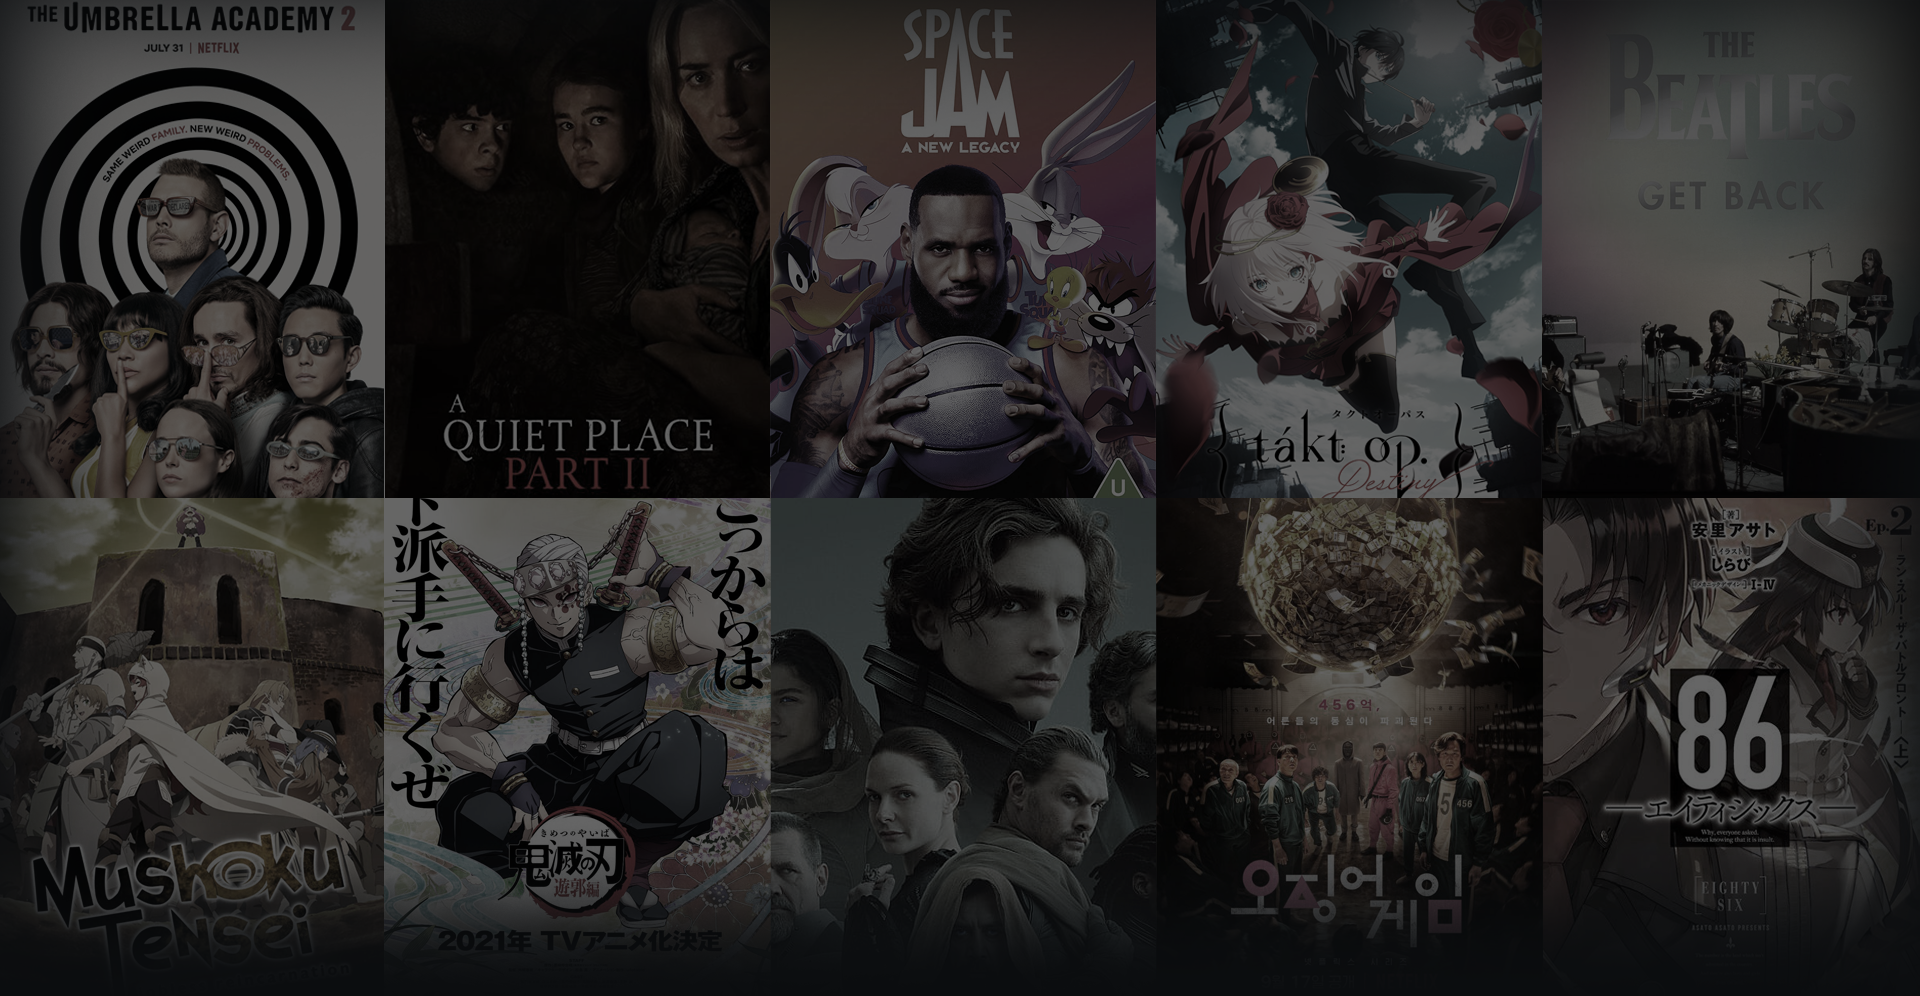 THE UMBRELLA ACADEMY 2
JULY 31 | NETFLIX
SAME WEIRD FAMILY. NEW WEIRD PROBLEMS.
A
QUIET PLACE
PART II
SPACE
JAM
A NEW LEGACY
U
タクトオーパス
takt op.
Destiny
THE
BEATLES
GET BACK
Mushoku
Tensei
こっからは
ド派手に行くぜ
きめつのやいば
鬼滅の刃
遊郭編
2021年 TVアニメ化決定
456억,
어른들의 동심이 파괴된다
001
218
456
오징어
게임
[著]
安里アサト
[イラスト]
しらび
[メカニックデザイン] I-IV
Ep.2
ラン・スルー・ザ・バトルフロント〈上〉
86
―エイティシックス―
Why, everyone asked.
Without knowing that it is insult.
EIGHTY
SIX
ASATO ASATO PRESENTS